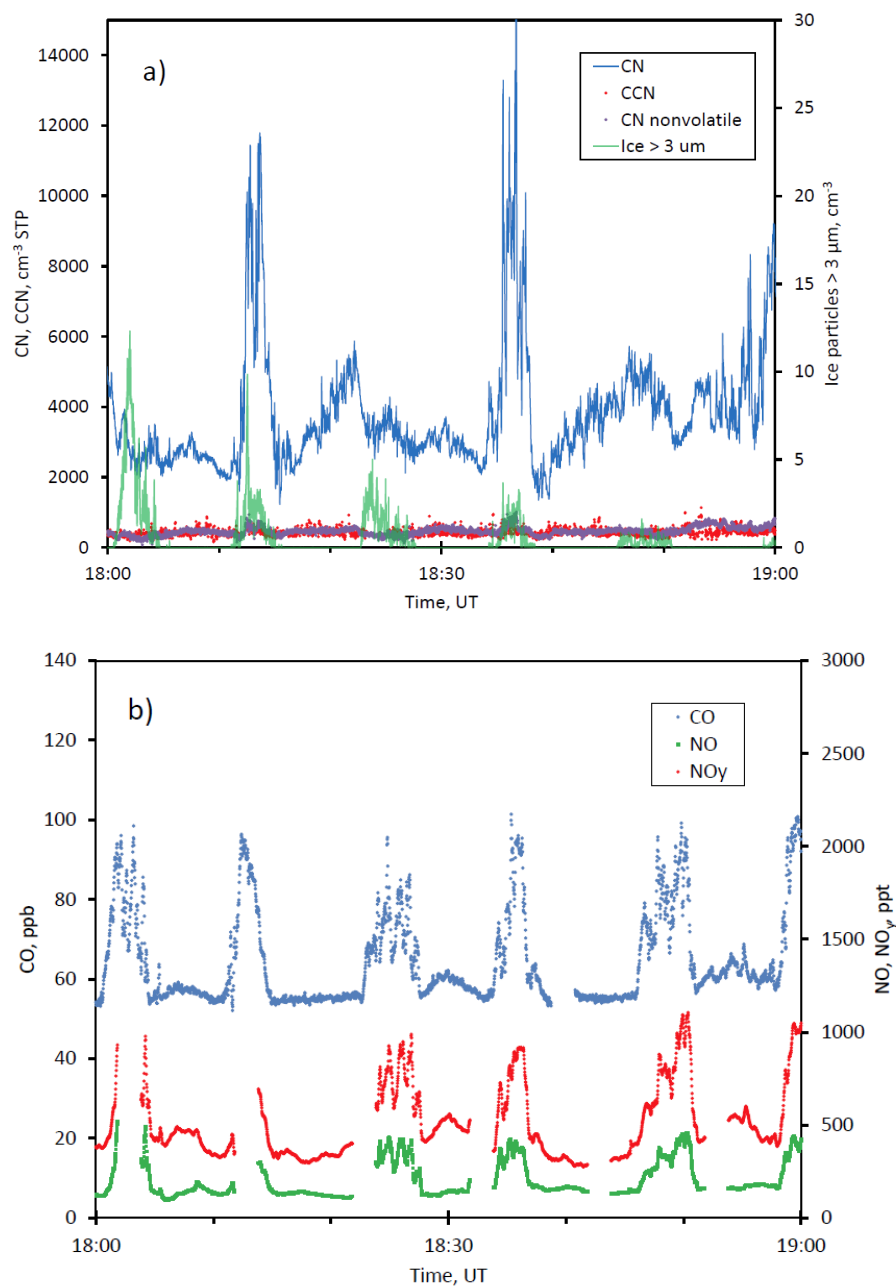 a)
CN
CCN
CN nonvolatile
Ice > 3 um
14000
12000
10000
8000
6000
4000
2000
0
CN, CCN, cm-3 STP
30
25
20
15
10
5
0
Ice particles > 3 µm, cm-3
18:00
18:30
19:00
Time, UT
b)
CO
NO
NOy
140
120
100
80
60
40
20
0
CO, ppb
3000
2500
2000
1500
1000
500
0
NO, NOy, ppt
18:00
18:30
19:00
Time, UT